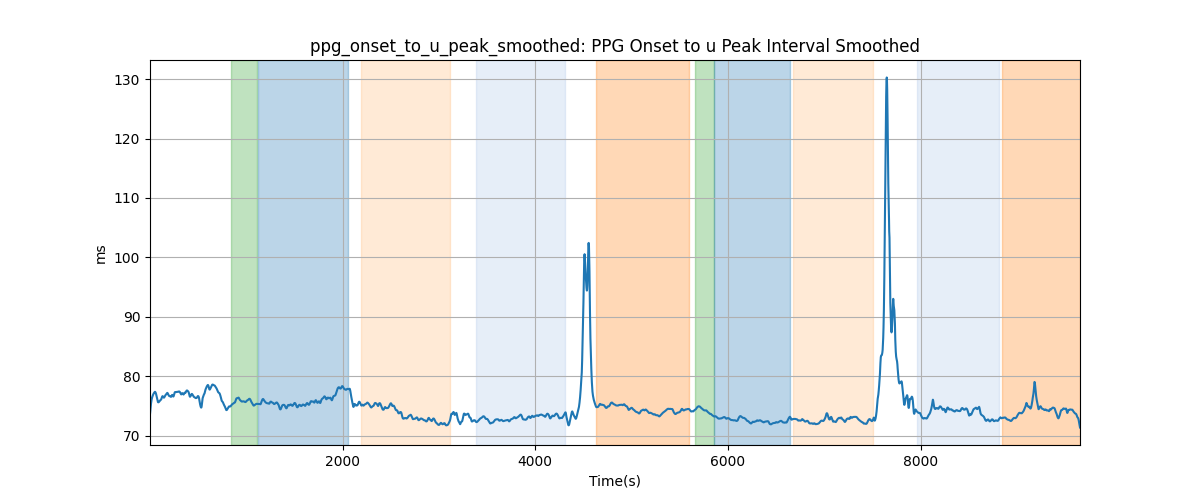 ppg_onset_to_u_peak_smoothed: PPG Onset to u Peak Interval Smoothed
130
120
110
100
90
80
70
ms
2000 4000 6000 8000
Time(s)